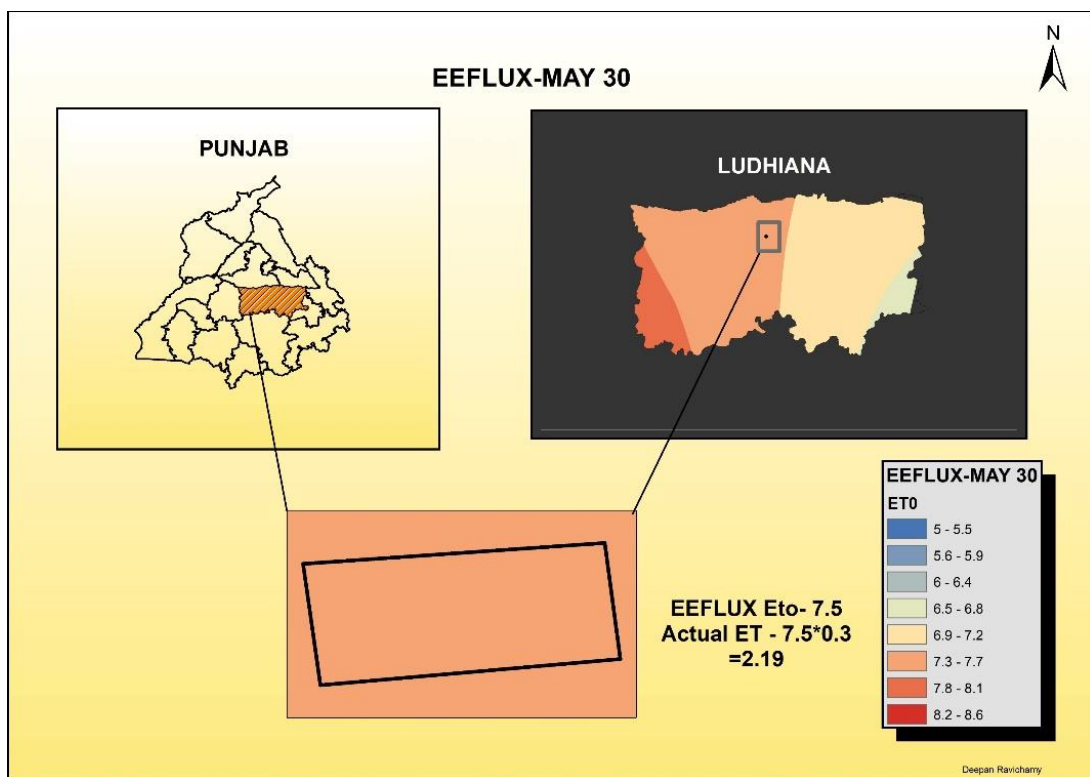 N
EEFLUX-MAY 30
PUNJAB
LUDHIANA
EEFLUX Eto- 7.5
Actual ET - 7.5*0.3
=2.19
EEFLUX-MAY 30
ET0
5 - 5.5
5.6 - 5.9
6 - 6.4
6.5 - 6.8
6.9 - 7.2
7.3 - 7.7
7.8 - 8.1
8.2 - 8.6
Deepan Ravichamy